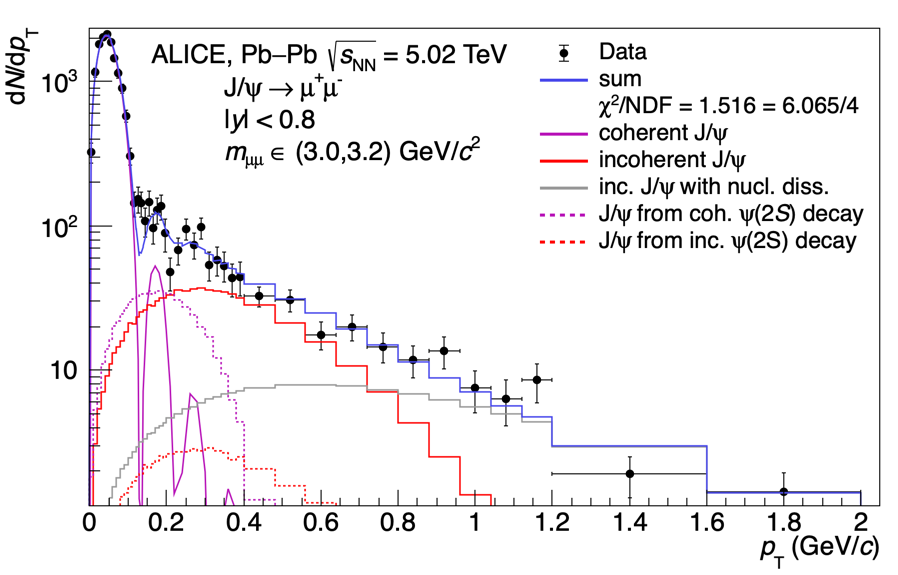 dN/dpT
10³
10²
10
ALICE, Pb–Pb √sNN = 5.02 TeV
J/ψ → μ⁺μ⁻
|y| < 0.8
mμμ ∈ (3.0,3.2) GeV/c²
Data
sum
χ²/NDF = 1.516 = 6.065/4
coherent J/ψ
incoherent J/ψ
inc. J/ψ with nucl. diss.
J/ψ from coh. ψ(2S) decay
J/ψ from inc. ψ(2S) decay
0 0.2 0.4 0.6 0.8 1 1.2 1.4 1.6 1.8 2
pT (GeV/c)